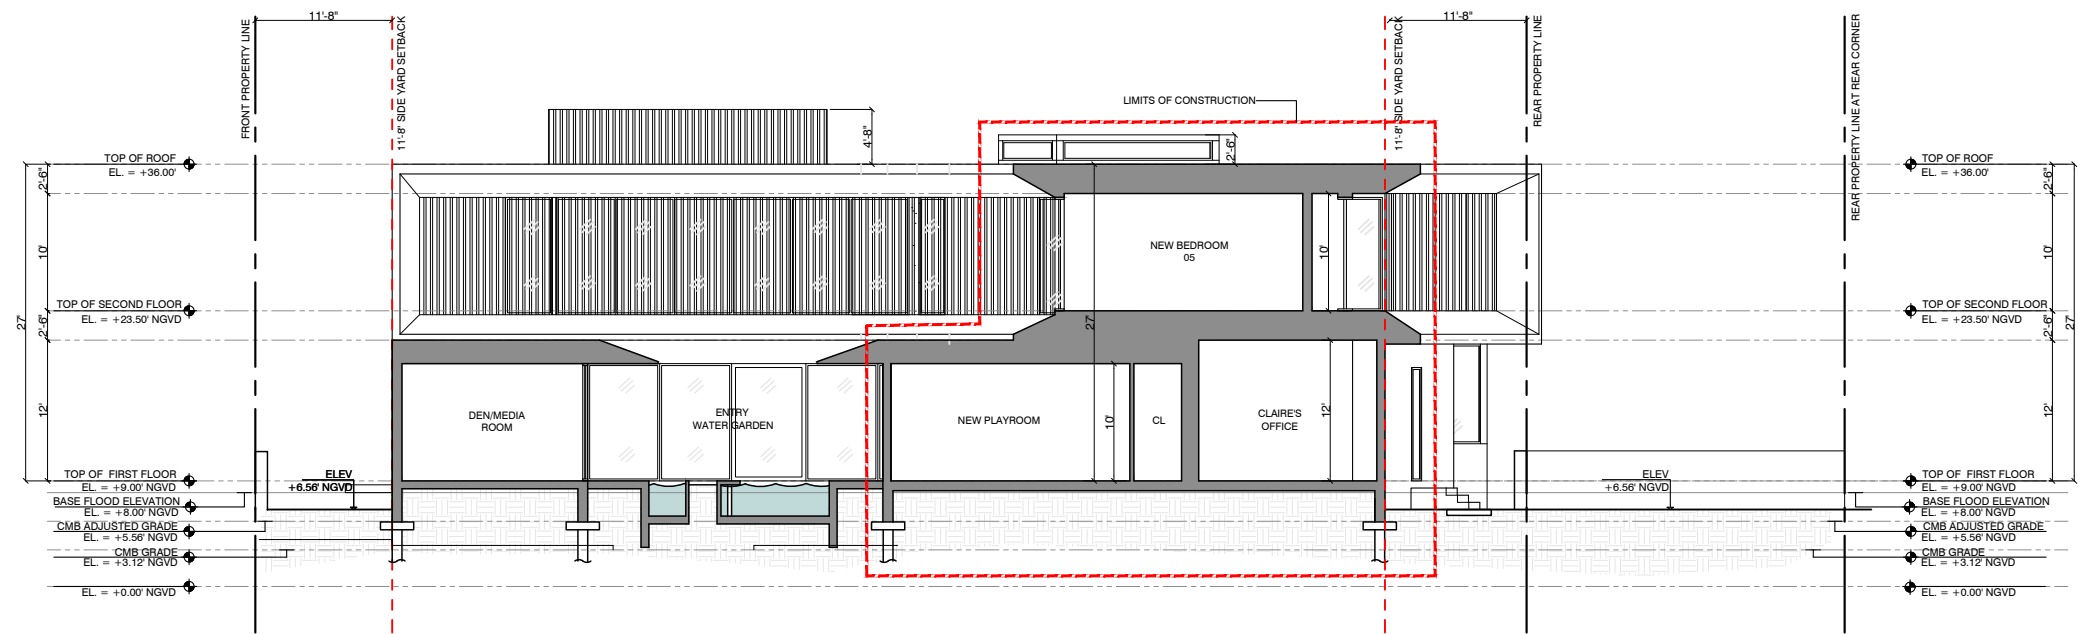 11'-8"
11'-8"
FRONT PROPERTY LINE
11'-8" SIDE YARD SETBACK
11'-8" SIDE YARD SETBACK
REAR PROPERTY LINE
REAR PROPERTY LINE AT REAR CORNER
LIMITS OF CONSTRUCTION
4'-8"
2'-6"
TOP OF ROOF
EL. = +36.00'
TOP OF ROOF
EL. = +36.00'
2'-6"
2'-6"
10'
NEW BEDROOM
05
10'
10'
TOP OF SECOND FLOOR
EL. = +23.50' NGVD
TOP OF SECOND FLOOR
EL. = +23.50' NGVD
27'
2'-6"
27'
2'-6"
27'
12'
DEN/MEDIA
ROOM
ENTRY
WATER GARDEN
NEW PLAYROOM
10'
CL
CLAIRE'S
OFFICE
12'
12'
TOP OF FIRST FLOOR
EL. = +9.00' NGVD
ELEV
+6.56' NGVD
ELEV
+6.56' NGVD
TOP OF FIRST FLOOR
EL. = +9.00' NGVD
BASE FLOOD ELEVATION
EL. = +8.00' NGVD
BASE FLOOD ELEVATION
EL. = +8.00' NGVD
CMB ADJUSTED GRADE
EL. = +5.56' NGVD
CMB ADJUSTED GRADE
EL. = +5.56' NGVD
CMB GRADE
EL. = +3.12' NGVD
CMB GRADE
EL. = +3.12' NGVD
EL. = +0.00' NGVD
EL. = +0.00' NGVD